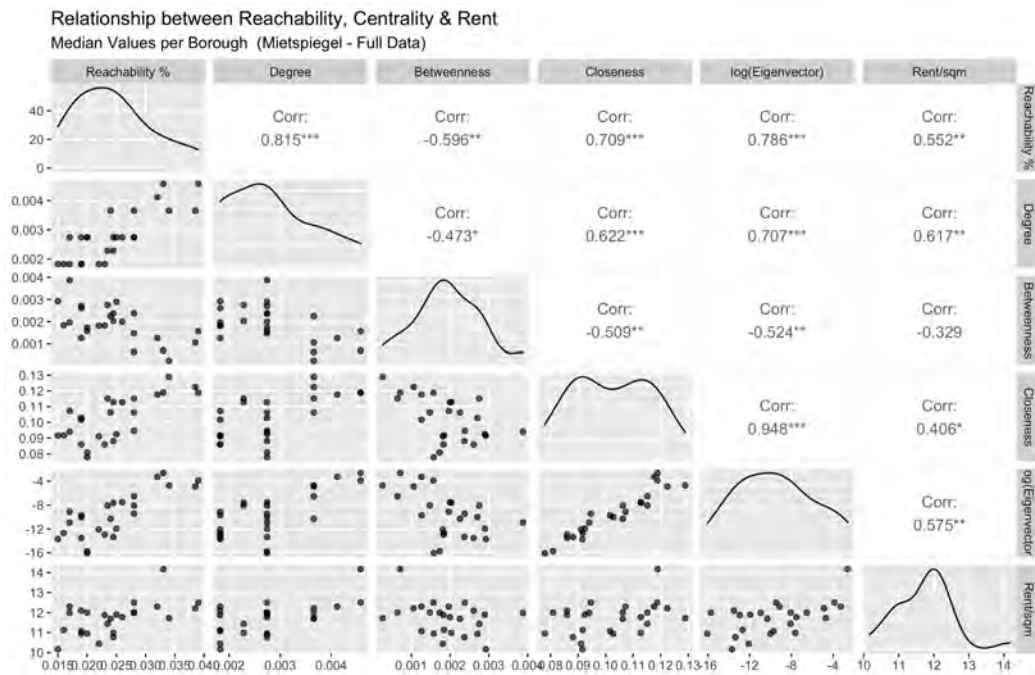 Relationship between Reachability, Centrality & Rent
Median Values per Borough (Mietspiegel - Full Data)
Reachability % Degree Betweenness Closeness log(Eigenvector) Rent/sqm
40
20
0
Corr:
0.815***
Corr:
-0.596**
Corr:
0.709***
Corr:
0.786***
Corr:
0.552**
Reachability %
0.004
0.003
0.002
Corr:
-0.473*
Corr:
0.622***
Corr:
0.707***
Corr:
0.617**
Degree
0.004
0.003
0.002
0.001
Corr:
-0.509**
Corr:
-0.524**
Corr:
-0.329
Betweenness
0.13
0.12
0.11
0.10
0.09
0.08
Corr:
0.948***
Corr:
0.406*
Closeness
-4
-8
-12
-16
Corr:
0.575**
og(Eigenvector
14
13
12
11
10
Rent/sqm
0.015 0.020 0.025 0.030 0.035 0.04 0.002 0.003 0.004 0.001 0.002 0.003 0.004 0.08 0.09 0.10 0.11 0.12 0.13 -16 -12 -8 -4 10 11 12 13 14